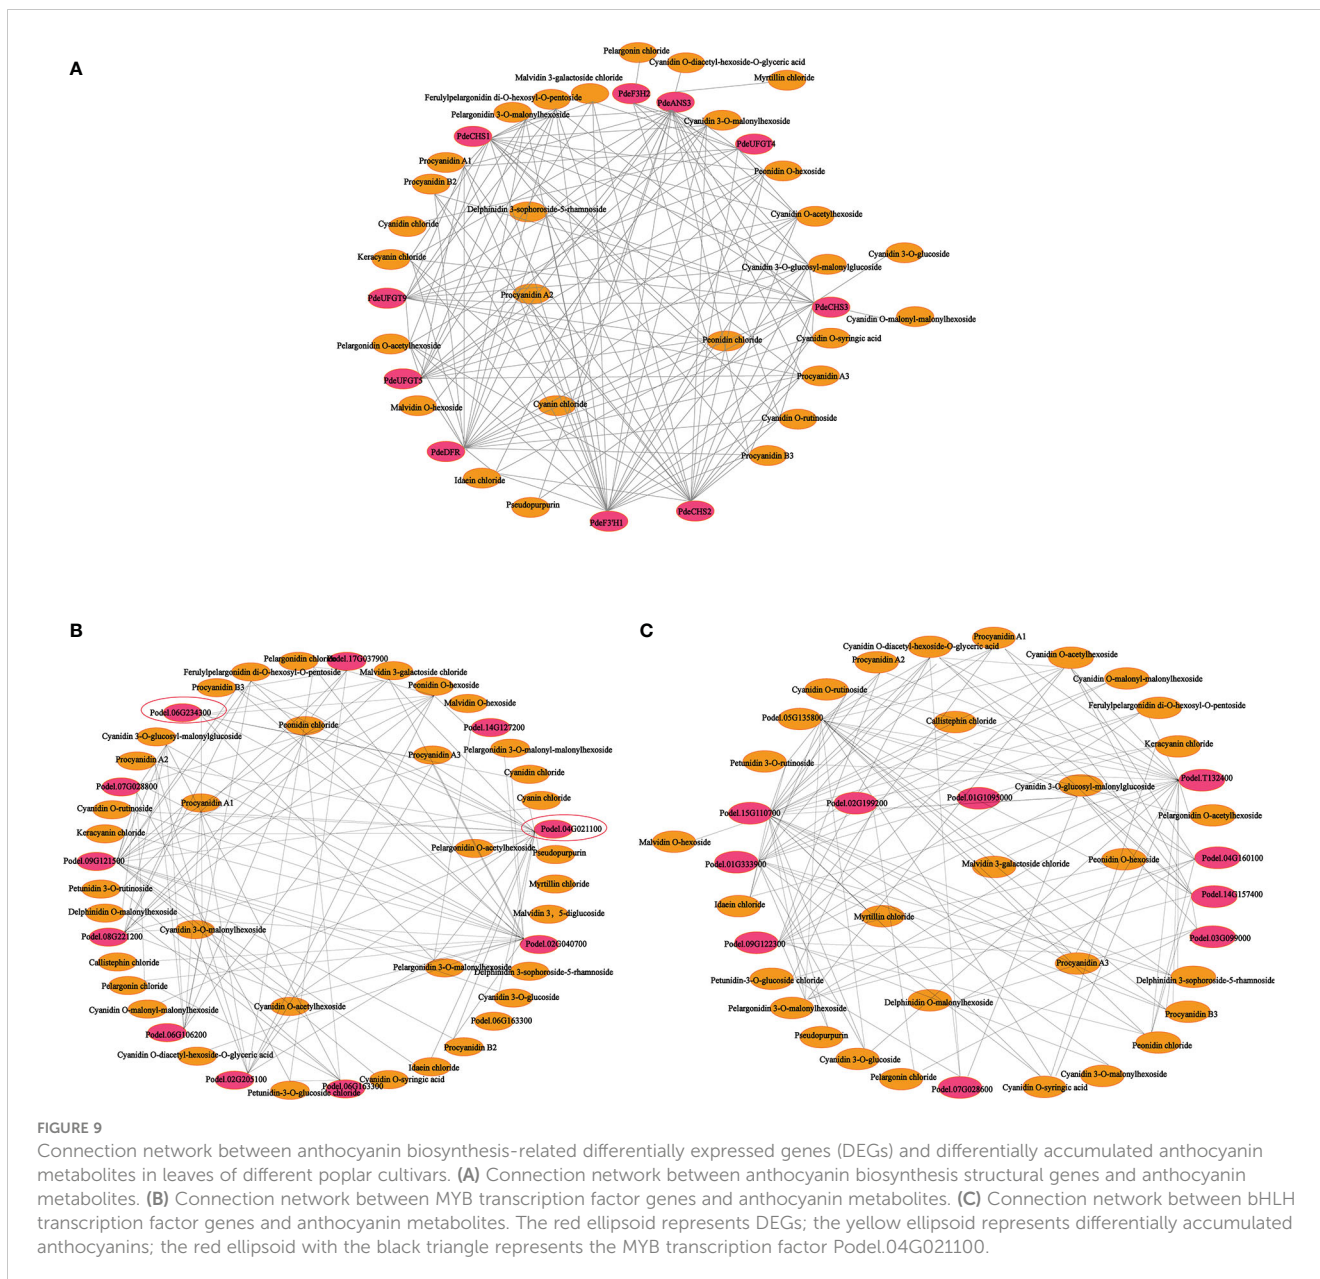 A
Pelargonin chloride
Cyanidin O-diacetyl-hexoside-O-glyceric acid
Malvidin 3-galactoside chloride
Myrtillin chloride
Ferulylpelargonidin di-O-hexosyl-O-pentoside
PdeF3H2
PdeANS3
Pelargonidin 3-O-malonylhexoside
Cyanidin 3-O-malonylhexoside
PdeCHS1
PdeUFGT4
Procyanidin A1
Peonidin O-hexoside
Procyanidin B2
Delphinidin 3-sophoroside-5-rhamnoside
Cyanidin O-acetylhexoside
Cyanidin chloride
Keracyanin chloride
Cyanidin 3-O-glucoside
Cyanidin 3-O-glucosyl-malonylglucoside
PdeUFGT9
Procyanidin A2
PdeCHS3
Cyanidin O-malonyl-malonylhexoside
Pelargonidin O-acetylhexoside
Peonidin chloride
Cyanidin O-syringic acid
PdeUFGT5
Procyanidin A3
Malvidin O-hexoside
Cyanin chloride
Cyanidin O-rutinoside
PdeDFR
Procyanidin B3
Idaein chloride
Pseudopurpurin
PdeF3'H1
PdeCHS2
B
Pelargonidin chloride
Podel.17G037900
Ferulylpelargonidin di-O-hexosyl-O-pentoside
Malvidin 3-galactoside chloride
Procyanidin B3
Peonidin O-hexoside
Malvidin O-hexoside
Podel.06G234300
Peonidin chloride
Podel.14G127200
Cyanidin 3-O-glucosyl-malonylglucoside
Pelargonidin 3-O-malonyl-malonylhexoside
Procyanidin A2
Procyanidin A3
Cyanidin chloride
Podel.07G028800
Cyanidin O-rutinoside
Procyanidin A1
Cyanin chloride
Keracyanin chloride
Podel.04G021100
Pelargonidin O-acetylhexoside
Pseudopurpurin
Podel.09G121500
Petunidin 3-O-rutinoside
Myrtillin chloride
Delphinidin O-malonylhexoside
Malvidin 3，5-diglucoside
Cyanidin 3-O-malonylhexoside
Podel.08G221200
Podel.02G040700
Callistephin chloride
Pelargonidin 3-O-malonylhexoside
Delphinidin 3-sophoroside-5-rhamnoside
Pelargonin chloride
Cyanidin 3-O-glucoside
Cyanidin O-malonyl-malonylhexoside
Cyanidin O-acetylhexoside
Podel.06G163300
Podel.06G106200
Procyanidin B2
Cyanidin O-diacetyl-hexoside-O-glyceric acid
Idaein chloride
Podel.02G205100
Cyanidin O-syringic acid
Petunidin-3-O-glucoside chloride
Podel.06G163300
C
Procyanidin A1
Cyanidin O-diacetyl-hexoside-O-glyceric acid
Cyanidin O-acetylhexoside
Procyanidin A2
Cyanidin O-malonyl-malonylhexoside
Cyanidin O-rutinoside
Ferulylpelargonidin di-O-hexosyl-O-pentoside
Podel.05G135800
Callistephin chloride
Keracyanin chloride
Petunidin 3-O-rutinoside
Podel.T132400
Cyanidin 3-O-glucosyl-malonylglucoside
Podel.02G199200
Podel.01G1095000
Podel.15G110700
Pelargonidin O-acetylhexoside
Malvidin O-hexoside
Podel.01G333900
Malvidin 3-galactoside chloride
Peonidin O-hexoside
Podel.04G160100
Podel.14G157400
Idaein chloride
Myrtillin chloride
Podel.09G122300
Podel.03G099000
Procyanidin A3
Petunidin-3-O-glucoside chloride
Delphinidin 3-sophoroside-5-rhamnoside
Pelargonidin 3-O-malonylhexoside
Delphinidin O-malonylhexoside
Procyanidin B3
Pseudopurpurin
Peonidin chloride
Cyanidin 3-O-glucoside
Pelargonin chloride
Cyanidin 3-O-malonylhexoside
Podel.07G028600
Cyanidin O-syringic acid
FIGURE 9
Connection network between anthocyanin biosynthesis-related differentially expressed genes (DEGs) and differentially accumulated anthocyanin
metabolites in leaves of different poplar cultivars. (A) Connection network between anthocyanin biosynthesis structural genes and anthocyanin
metabolites. (B) Connection network between MYB transcription factor genes and anthocyanin metabolites. (C) Connection network between bHLH
transcription factor genes and anthocyanin metabolites. The red ellipsoid represents DEGs; the yellow ellipsoid represents differentially accumulated
anthocyanins; the red ellipsoid with the black triangle represents the MYB transcription factor Podel.04G021100.